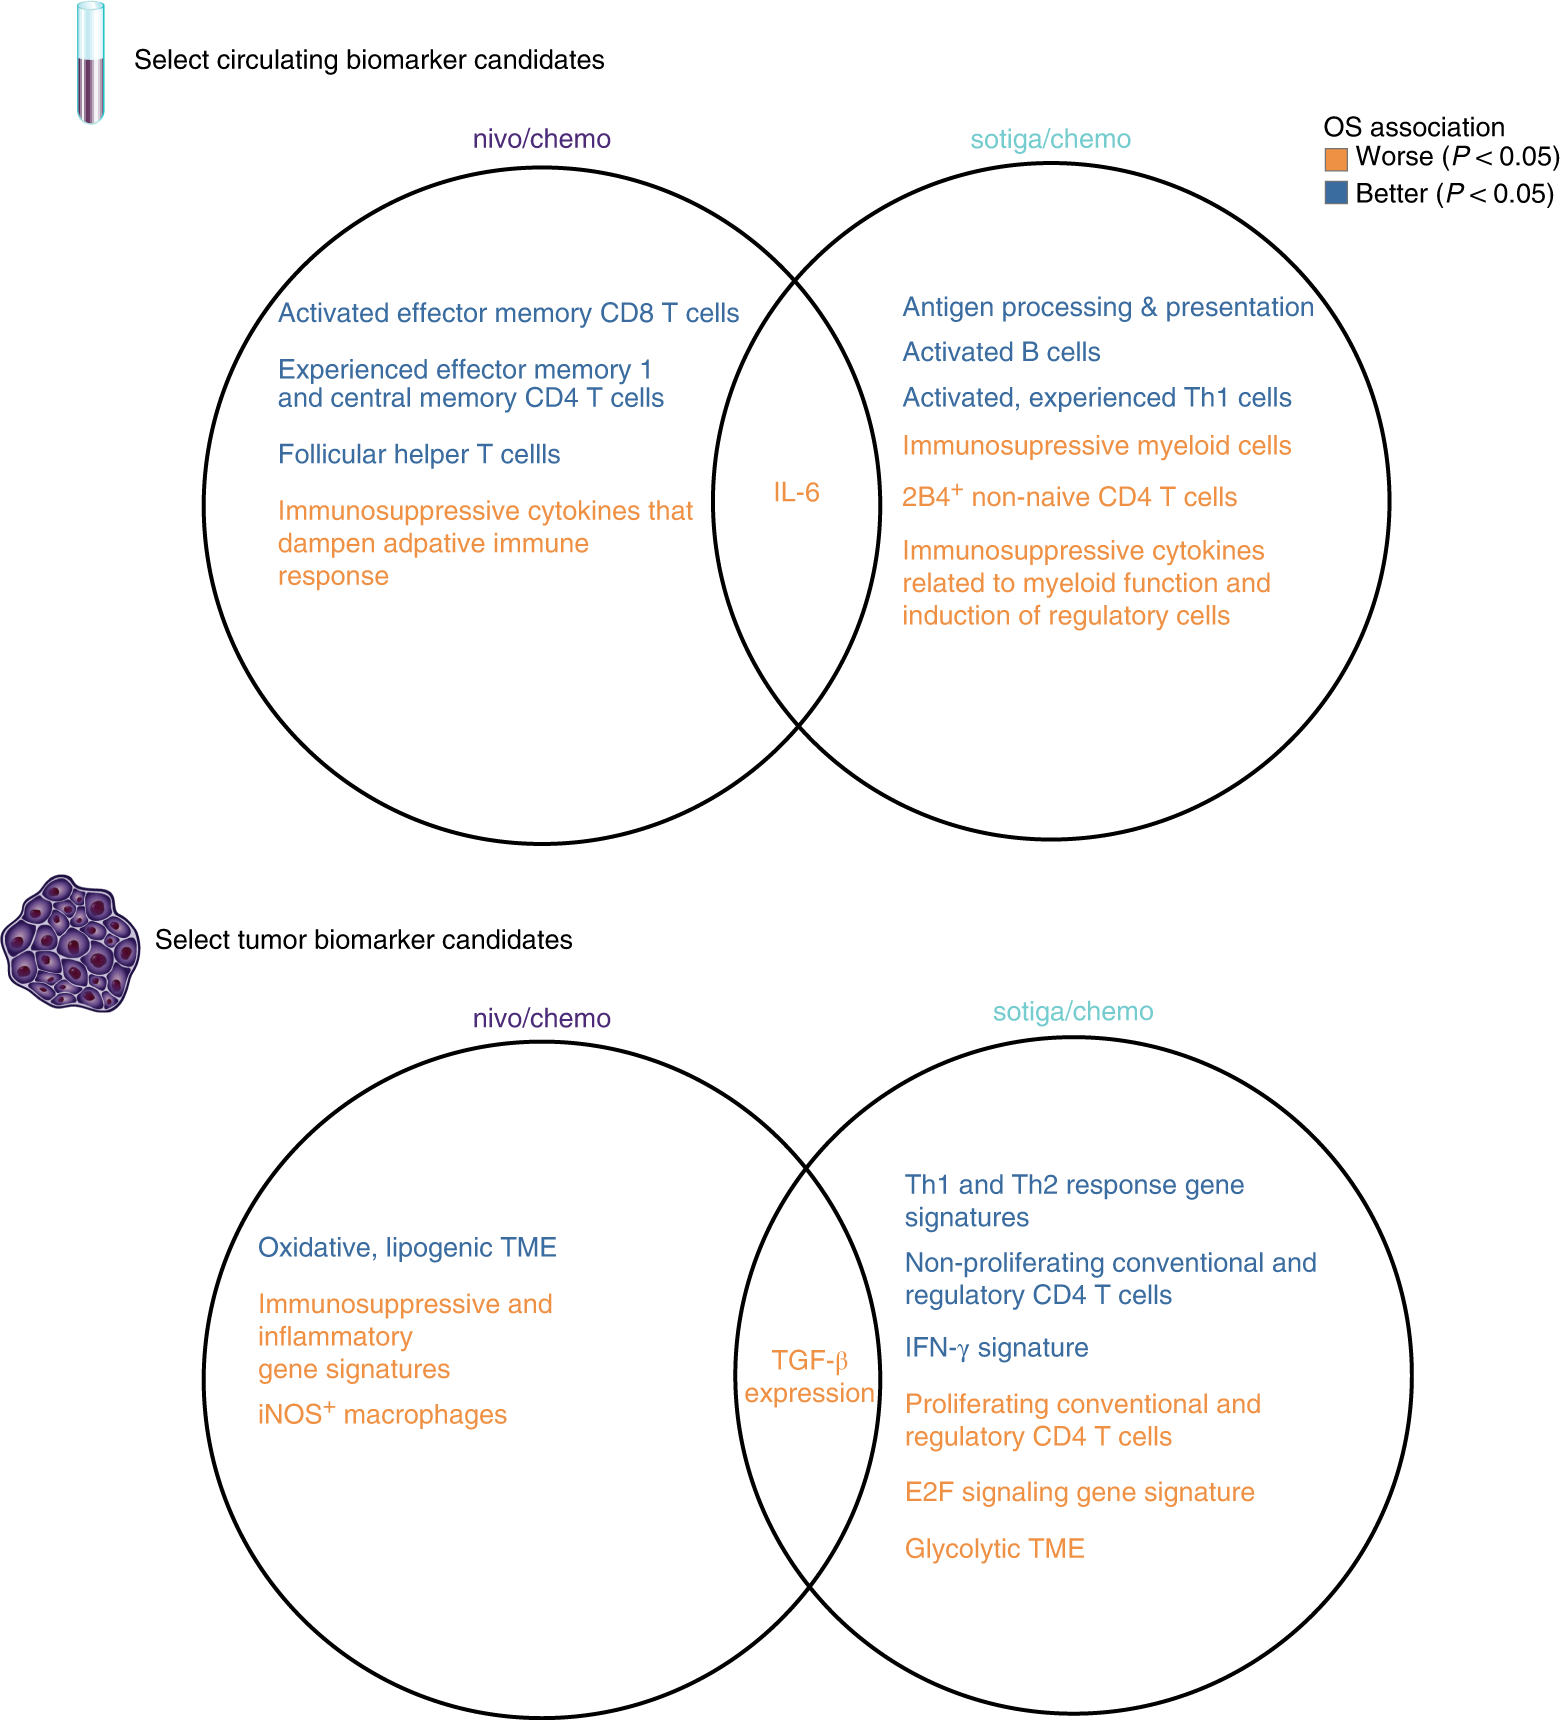 Select circulating biomarker candidates
nivo/chemo
sotiga/chemo
OS association
Worse (P < 0.05)
Better (P < 0.05)
Activated effector memory CD8 T cells
Experienced effector memory 1
and central memory CD4 T cells
Follicular helper T cellls
Immunosuppressive cytokines that
dampen adpative immune
response
IL-6
Antigen processing & presentation
Activated B cells
Activated, experienced Th1 cells
Immunosupressive myeloid cells
2B4⁺ non-naive CD4 T cells
Immunosuppressive cytokines
related to myeloid function and
induction of regulatory cells
Select tumor biomarker candidates
nivo/chemo
sotiga/chemo
Oxidative, lipogenic TME
Immunosuppressive and
inflammatory
gene signatures
iNOS⁺ macrophages
TGF-β
expression
Th1 and Th2 response gene
signatures
Non-proliferating conventional and
regulatory CD4 T cells
IFN-γ signature
Proliferating conventional and
regulatory CD4 T cells
E2F signaling gene signature
Glycolytic TME